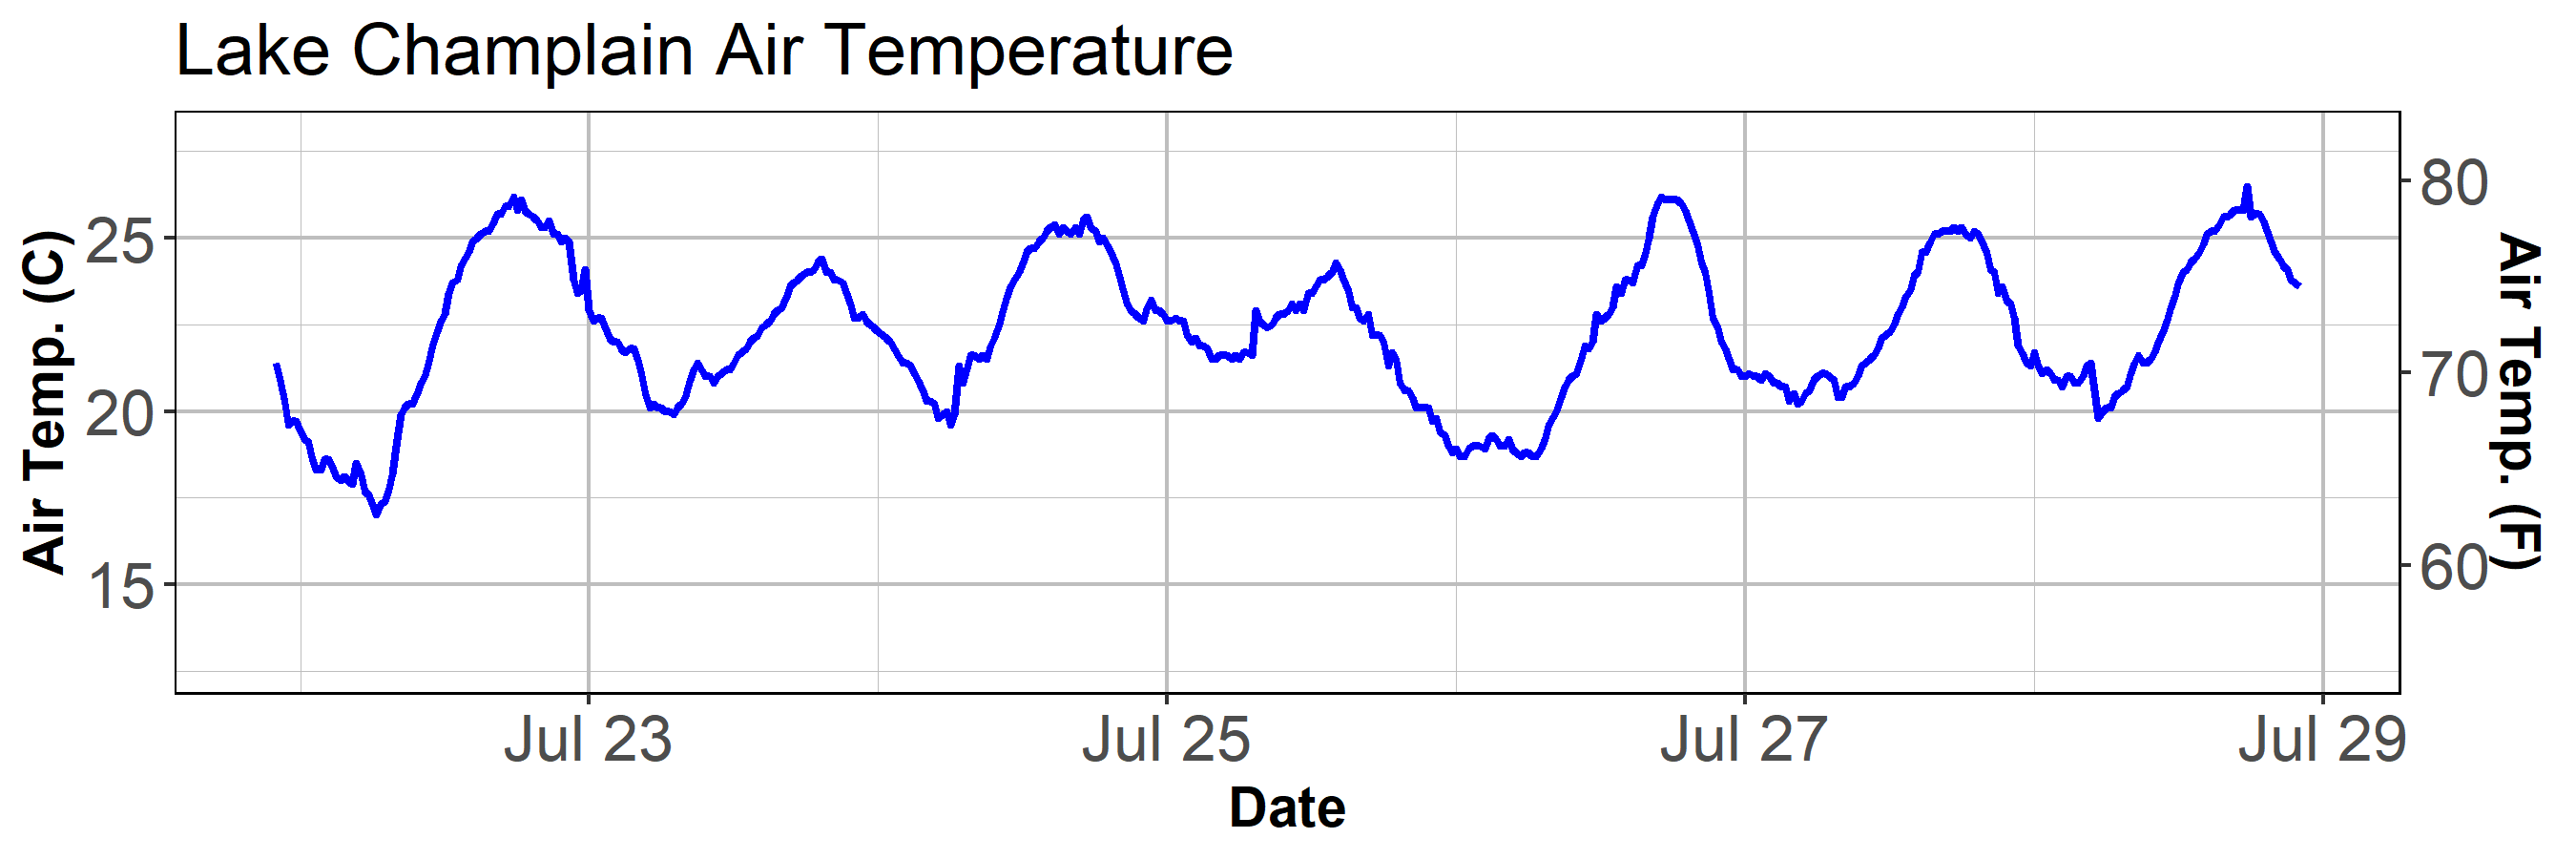 Lake Champlain Air Temperature
Air Temp. (C)
25
20
15
80
70
60
Air Temp. (F)
Jul 23
Jul 25
Jul 27
Jul 29
Date